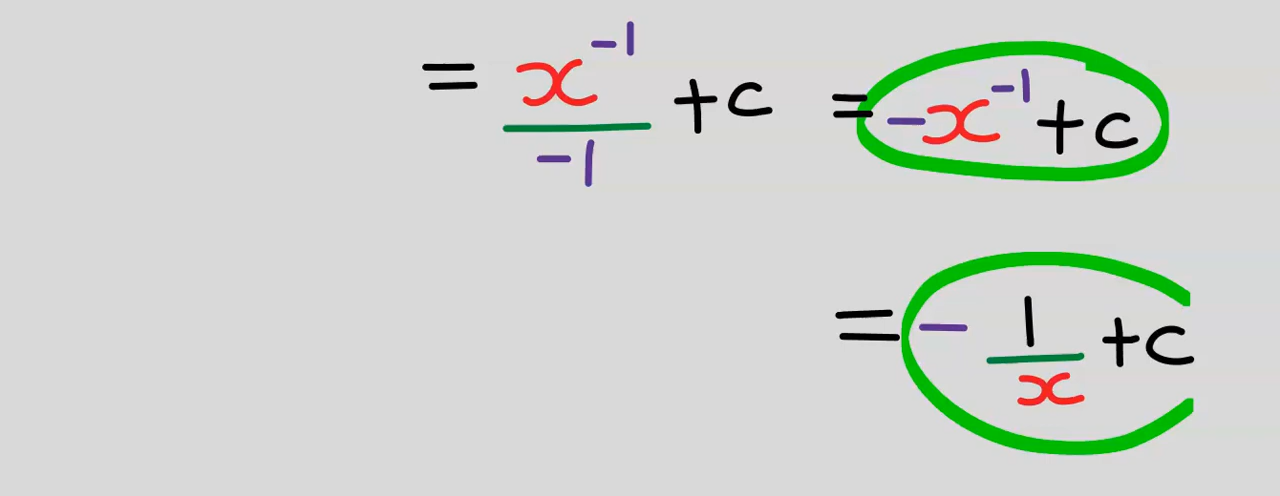 = x^{-1}/-1 + c = -x^{-1} + c
= - 1/x + c